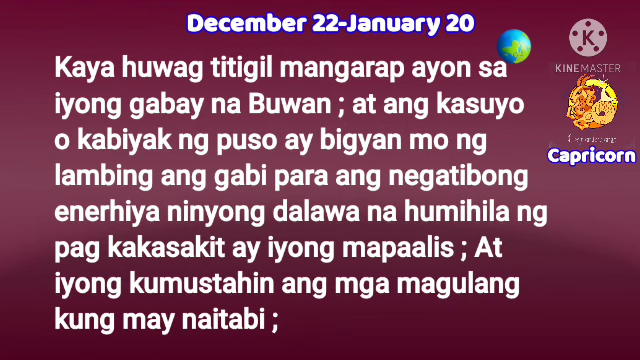 December 22-January 20
KINEMASTER
Kaya huwag titigil mangarap ayon sa
iyong gabay na Buwan ; at ang kasuyo
o kabiyak ng puso ay bigyan mo ng
lambing ang gabi para ang negatibong
enerhiya ninyong dalawa na humihila ng
pag kakasakit ay iyong mapaalis ; At
iyong kumustahin ang mga magulang
kung may naitabi ;
Capricorn